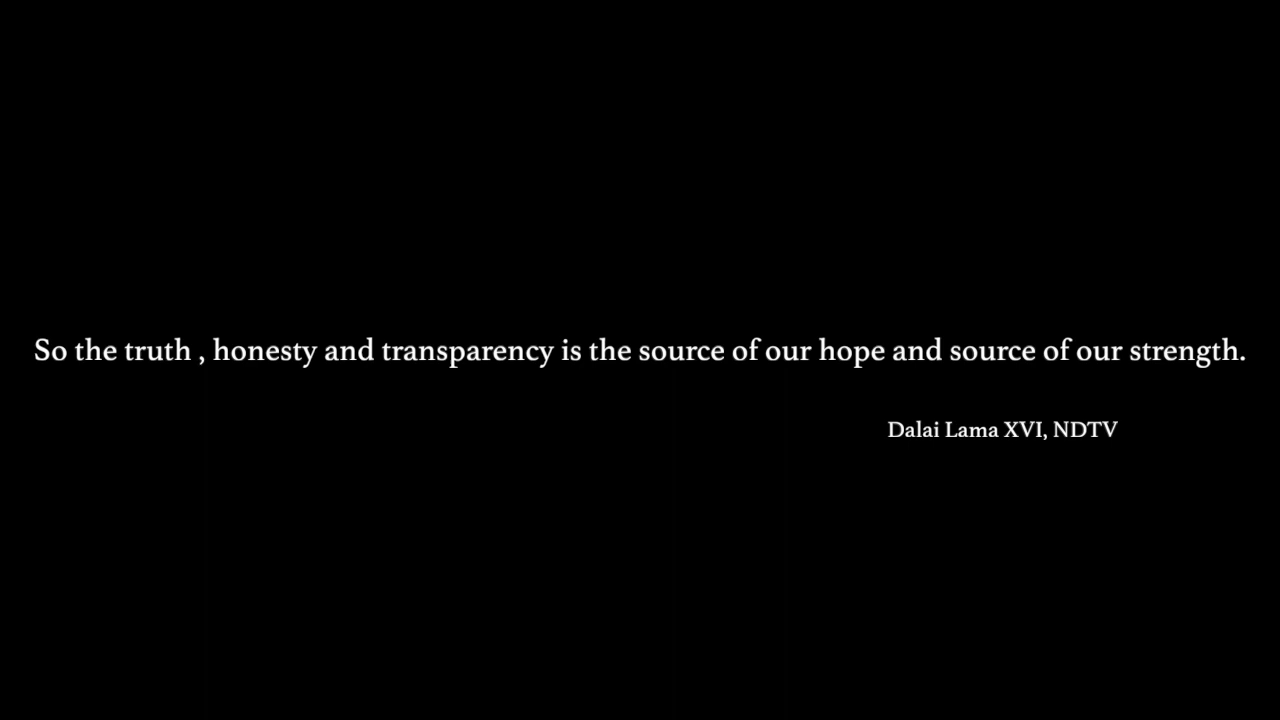 So the truth , honesty and transparency is the source of our hope and source of our strength.
Dalai Lama XVI, NDTV